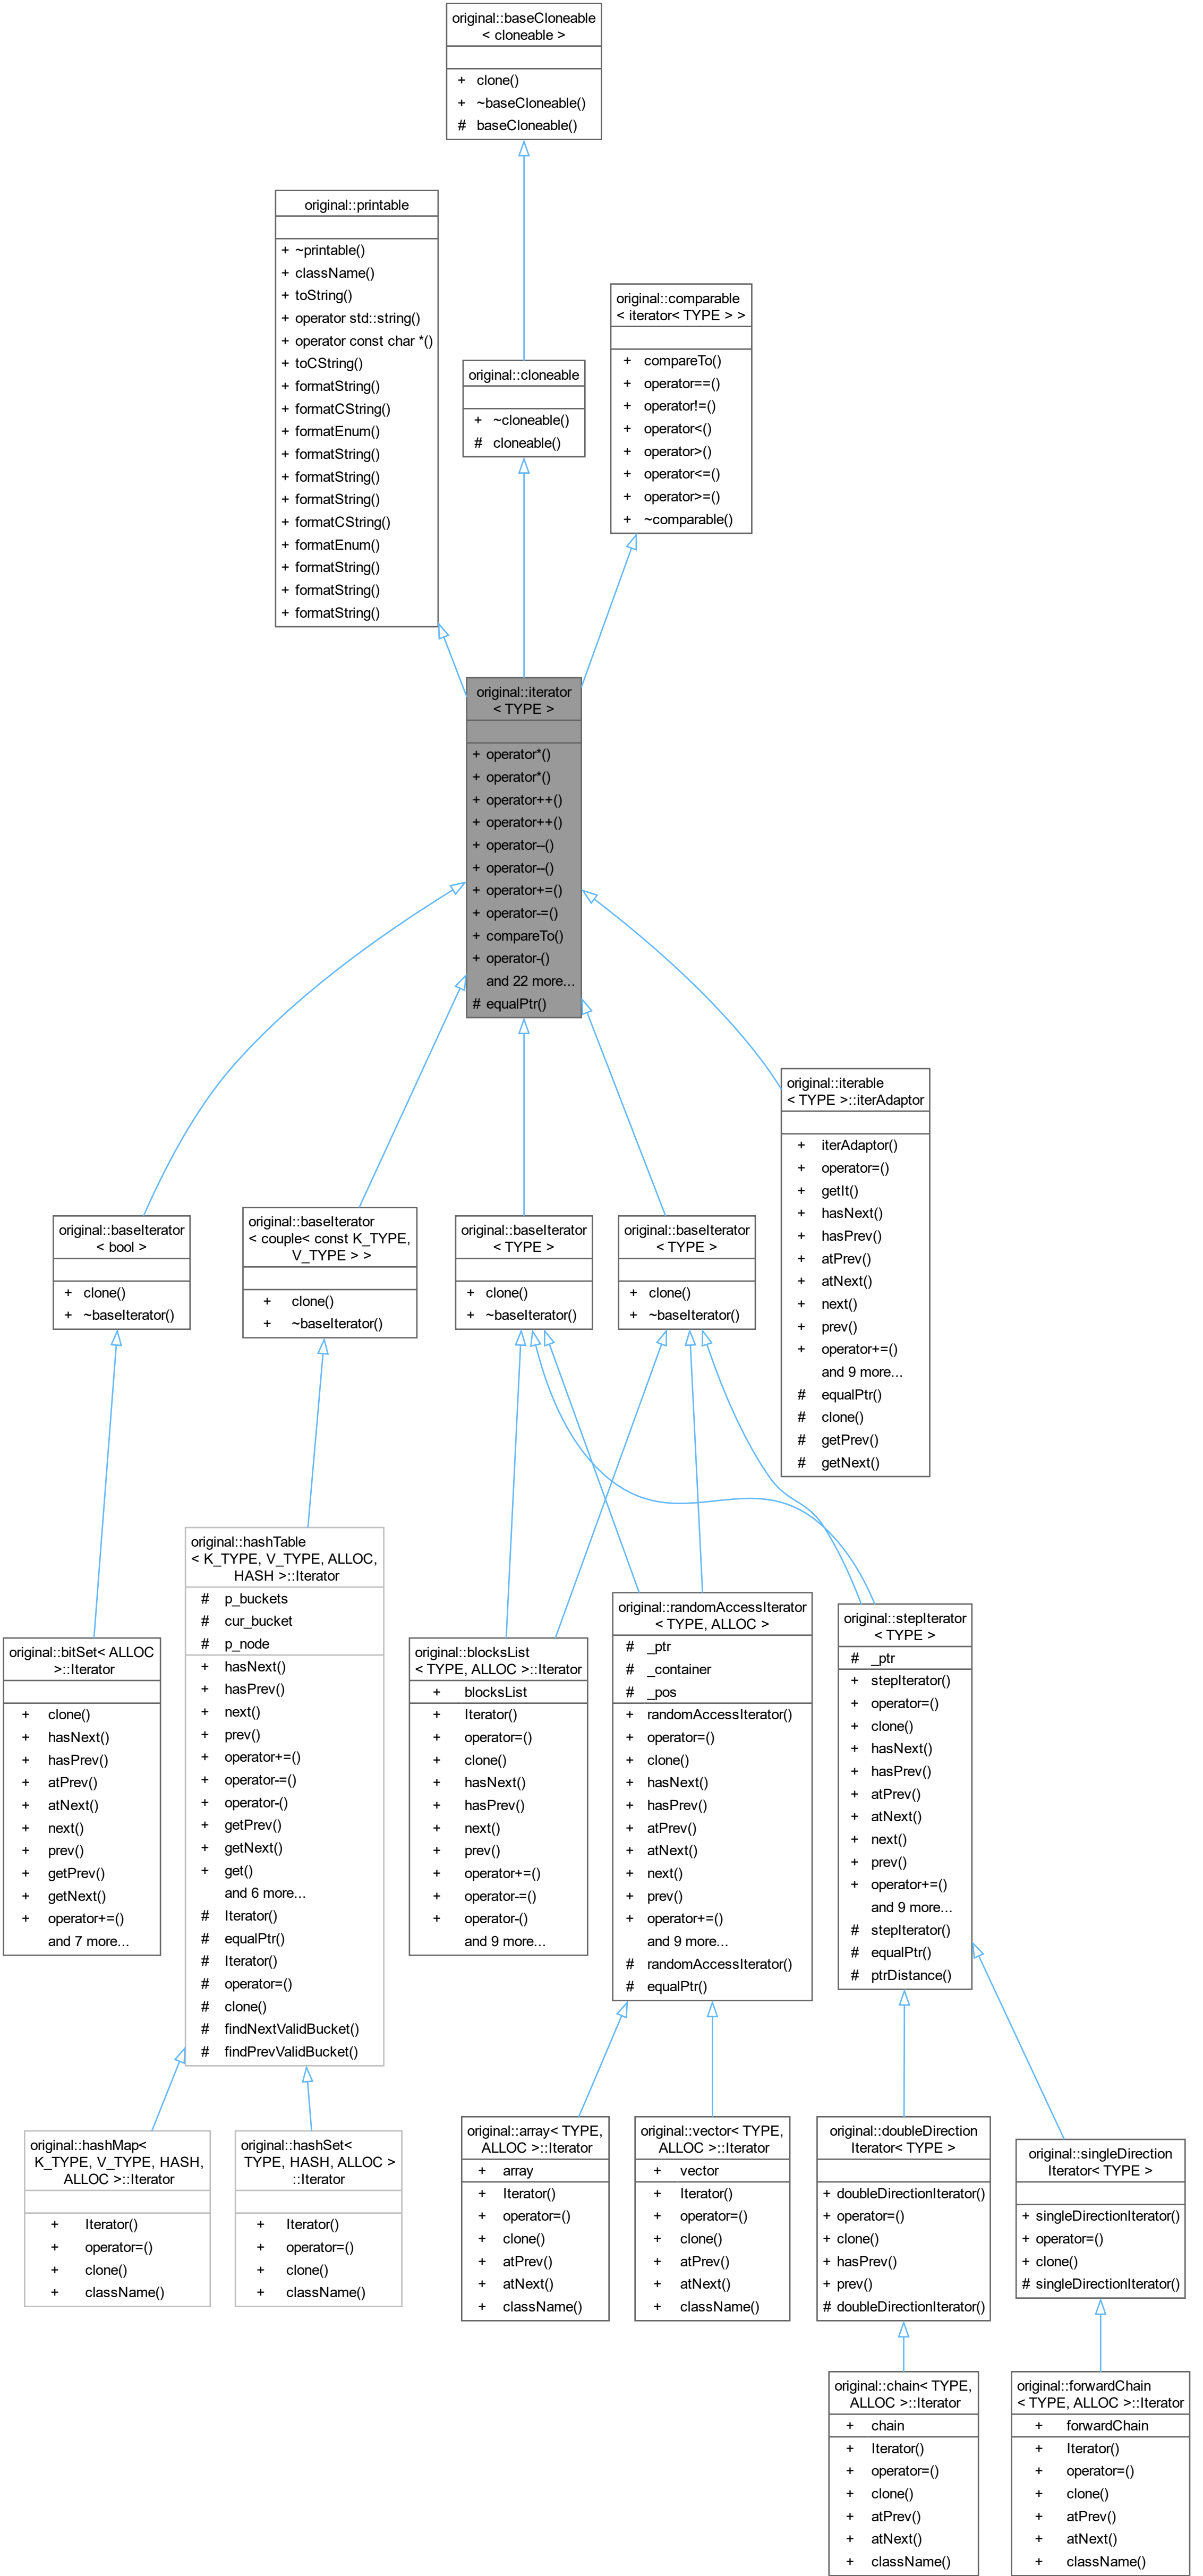 original::baseCloneable
< cloneable >
+ clone()
+ ~baseCloneable()
# baseCloneable()
original::printable
+ ~printable()
+ className()
+ toString()
+ operator std::string()
+ operator const char *()
+ toCString()
+ formatString()
+ formatCString()
+ formatEnum()
+ formatString()
+ formatString()
+ formatString()
+ formatCString()
+ formatEnum()
+ formatString()
+ formatString()
+ formatString()
original::comparable
< iterator< TYPE > >
+ compareTo()
+ operator==()
+ operator!=()
+ operator<()
+ operator>()
+ operator<=()
+ operator>=()
+ ~comparable()
original::cloneable
+ ~cloneable()
# cloneable()
original::iterator
< TYPE >
+ operator*()
+ operator*()
+ operator++()
+ operator++()
+ operator--()
+ operator--()
+ operator+=()
+ operator-=()
+ compareTo()
+ operator-()
and 22 more...
# equalPtr()
original::iterable
< TYPE >::iterAdaptor
+ iterAdaptor()
+ operator=()
+ getIt()
+ hasNext()
+ hasPrev()
+ atPrev()
+ atNext()
+ next()
+ prev()
+ operator+=()
and 9 more...
# equalPtr()
# clone()
# getPrev()
# getNext()
original::baseIterator
< bool >
+ clone()
+ ~baseIterator()
original::baseIterator
< couple< const K_TYPE,
V_TYPE > >
+ clone()
+ ~baseIterator()
original::baseIterator
< TYPE >
+ clone()
+ ~baseIterator()
original::baseIterator
< TYPE >
+ clone()
+ ~baseIterator()
original::bitSet< ALLOC
>::Iterator
+ clone()
+ hasNext()
+ hasPrev()
+ atPrev()
+ atNext()
+ next()
+ prev()
+ getPrev()
+ getNext()
+ operator+=()
and 7 more...
original::hashTable
< K_TYPE, V_TYPE, ALLOC,
HASH >::Iterator
# p_buckets
# cur_bucket
# p_node
+ hasNext()
+ hasPrev()
+ next()
+ prev()
+ operator+=()
+ operator-=()
+ operator-()
+ getPrev()
+ getNext()
+ get()
and 6 more...
# Iterator()
# equalPtr()
# Iterator()
# operator=()
# clone()
# findNextValidBucket()
# findPrevValidBucket()
original::blocksList
< TYPE, ALLOC >::Iterator
+ blocksList
+ Iterator()
+ operator=()
+ clone()
+ hasNext()
+ hasPrev()
+ next()
+ prev()
+ operator+=()
+ operator-=()
+ operator-()
and 9 more...
original::randomAccessIterator
< TYPE, ALLOC >
# _ptr
# _container
# _pos
+ randomAccessIterator()
+ operator=()
+ clone()
+ hasNext()
+ hasPrev()
+ atPrev()
+ atNext()
+ next()
+ prev()
+ operator+=()
and 9 more...
# randomAccessIterator()
# equalPtr()
original::stepIterator
< TYPE >
# _ptr
+ stepIterator()
+ operator=()
+ clone()
+ hasNext()
+ hasPrev()
+ atPrev()
+ atNext()
+ next()
+ prev()
+ operator+=()
and 9 more...
# stepIterator()
# equalPtr()
# ptrDistance()
original::hashMap<
K_TYPE, V_TYPE, HASH,
ALLOC >::Iterator
+ Iterator()
+ operator=()
+ clone()
+ className()
original::hashSet<
TYPE, HASH, ALLOC >
::Iterator
+ Iterator()
+ operator=()
+ clone()
+ className()
original::array< TYPE,
ALLOC >::Iterator
+ array
+ Iterator()
+ operator=()
+ clone()
+ atPrev()
+ atNext()
+ className()
original::vector< TYPE,
ALLOC >::Iterator
+ vector
+ Iterator()
+ operator=()
+ clone()
+ atPrev()
+ atNext()
+ className()
original::doubleDirection
Iterator< TYPE >
+ doubleDirectionIterator()
+ operator=()
+ clone()
+ hasPrev()
+ prev()
# doubleDirectionIterator()
original::singleDirection
Iterator< TYPE >
+ singleDirectionIterator()
+ operator=()
+ clone()
# singleDirectionIterator()
original::chain< TYPE,
ALLOC >::Iterator
+ chain
+ Iterator()
+ operator=()
+ clone()
+ atPrev()
+ atNext()
+ className()
original::forwardChain
< TYPE, ALLOC >::Iterator
+ forwardChain
+ Iterator()
+ operator=()
+ clone()
+ atPrev()
+ atNext()
+ className()